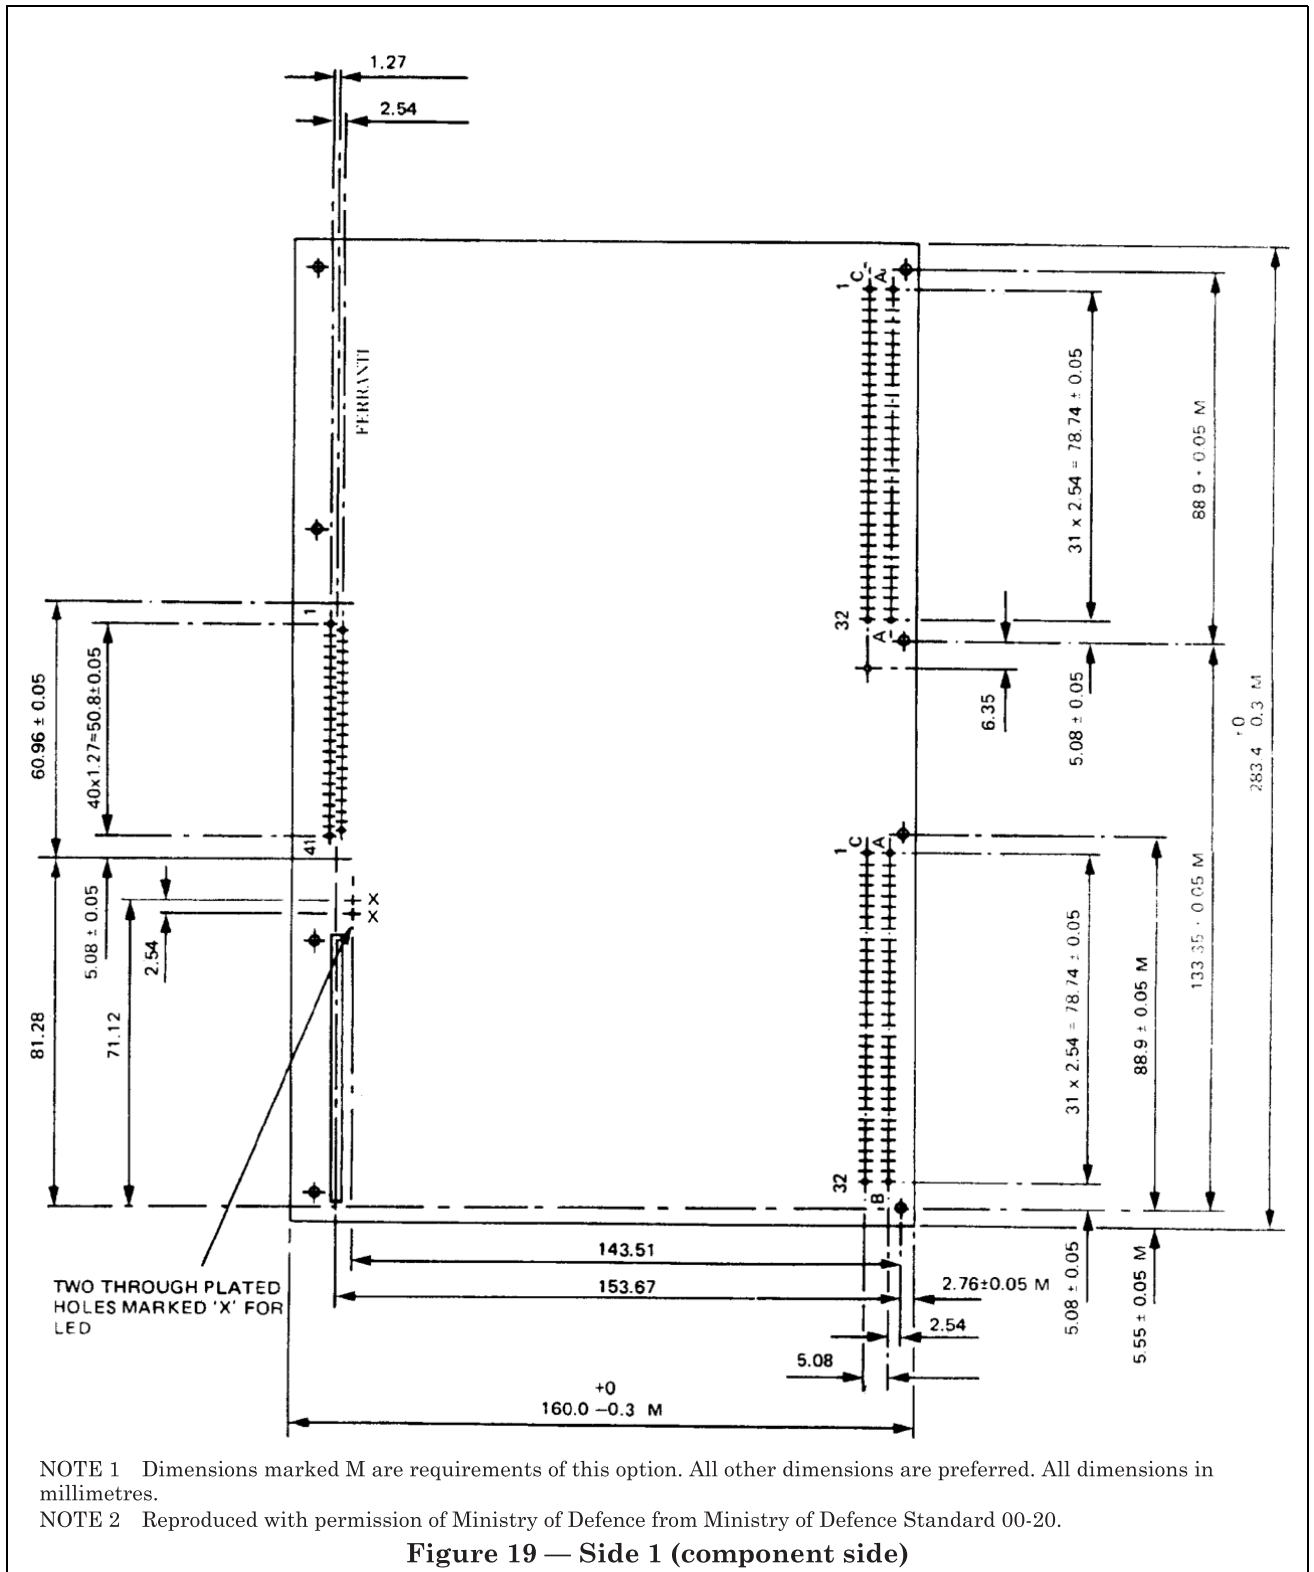 1.27
2.54
FERRANTI
1
C
A
31 x 2.54 = 78.74 ± 0.05
88.9 + 0.05 M
1
32
A
60.96 ± 0.05
40x1.27=50.8±0.05
6.35
5.08 ± 0.05
+0
283.4 0.3 M
41
1
C
A
X
X
5.08 ± 0.05
2.54
81.28
71.12
31 x 2.54 = 78.74 ± 0.05
88.9 ± 0.05 M
0.05 M
32
B
143.51
153.67
2.76±0.05 M
2.54
5.08
5.08 ± 0.05
5.55 ± 0.05 M
TWO THROUGH PLATED
HOLES MARKED 'X' FOR
LED
+0
160.0 –0.3 M
NOTE 1 Dimensions marked M are requirements of this option. All other dimensions are preferred. All dimensions in
millimetres.
NOTE 2 Reproduced with permission of Ministry of Defence from Ministry of Defence Standard 00-20.
Figure 19 — Side 1 (component side)